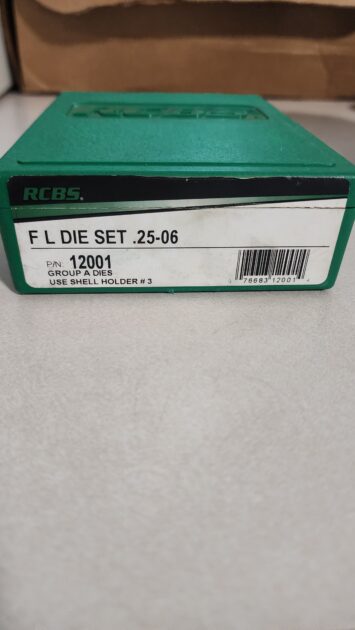 RCBS
RCBS.
F L DIE SET .25-06
P/N: 12001
GROUP A DIES
USE SHELL HOLDER # 3
76683 12001